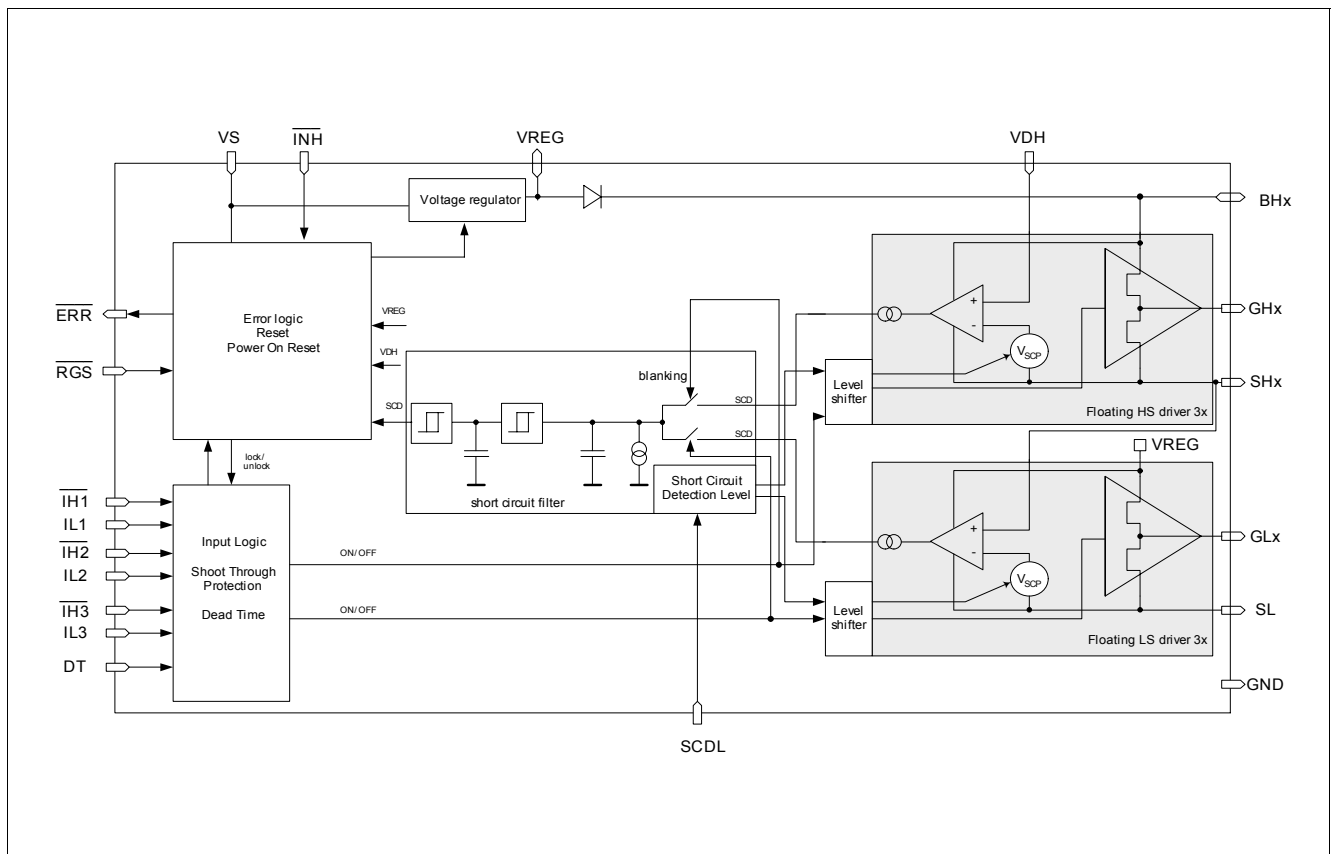 VS
INH
VREG
VDH
Voltage regulator
BHx
ERR
Error logic
Reset
Power On Reset
VREG
VDH
SCD
RGS
blanking
SCD
SCD
+
-
VSCP
GHx
SHx
Level
shifter
Floating HS driver 3x
VREG
lock/
unlock
short circuit filter
Short Circuit
Detection Level
IH1
IL1
IH2
IL2
IH3
IL3
DT
Input Logic
Shoot Through
Protection
Dead Time
ON/OFF
ON/OFF
+
-
VSCP
GLx
SL
Level
shifter
Floating LS driver 3x
GND
SCDL